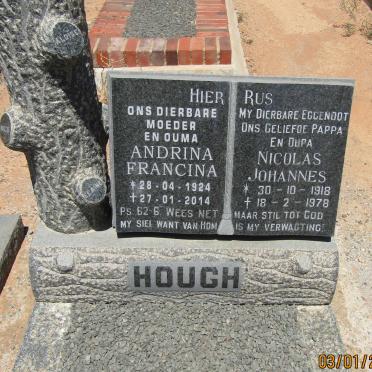 HIER RUS
ONS DIERBARE
MOEDER
EN OUMA
ANDRINA
FRANCINA
* 28 - 04 - 1924
† 27 - 01 - 2014
PS. 62-6. WEES NET
MY SIEL WANT VAN HOM
MY DIERBARE EGGENOOT
ONS GELIEFDE PAPPA
EN OUPA
NICOLAS
JOHANNES
* 30 - 10 - 1918
† 18 - 2 - 1978
MAAR STIL TOT GOD
IS MY VERWAGTING
HOUGH
03/01/2